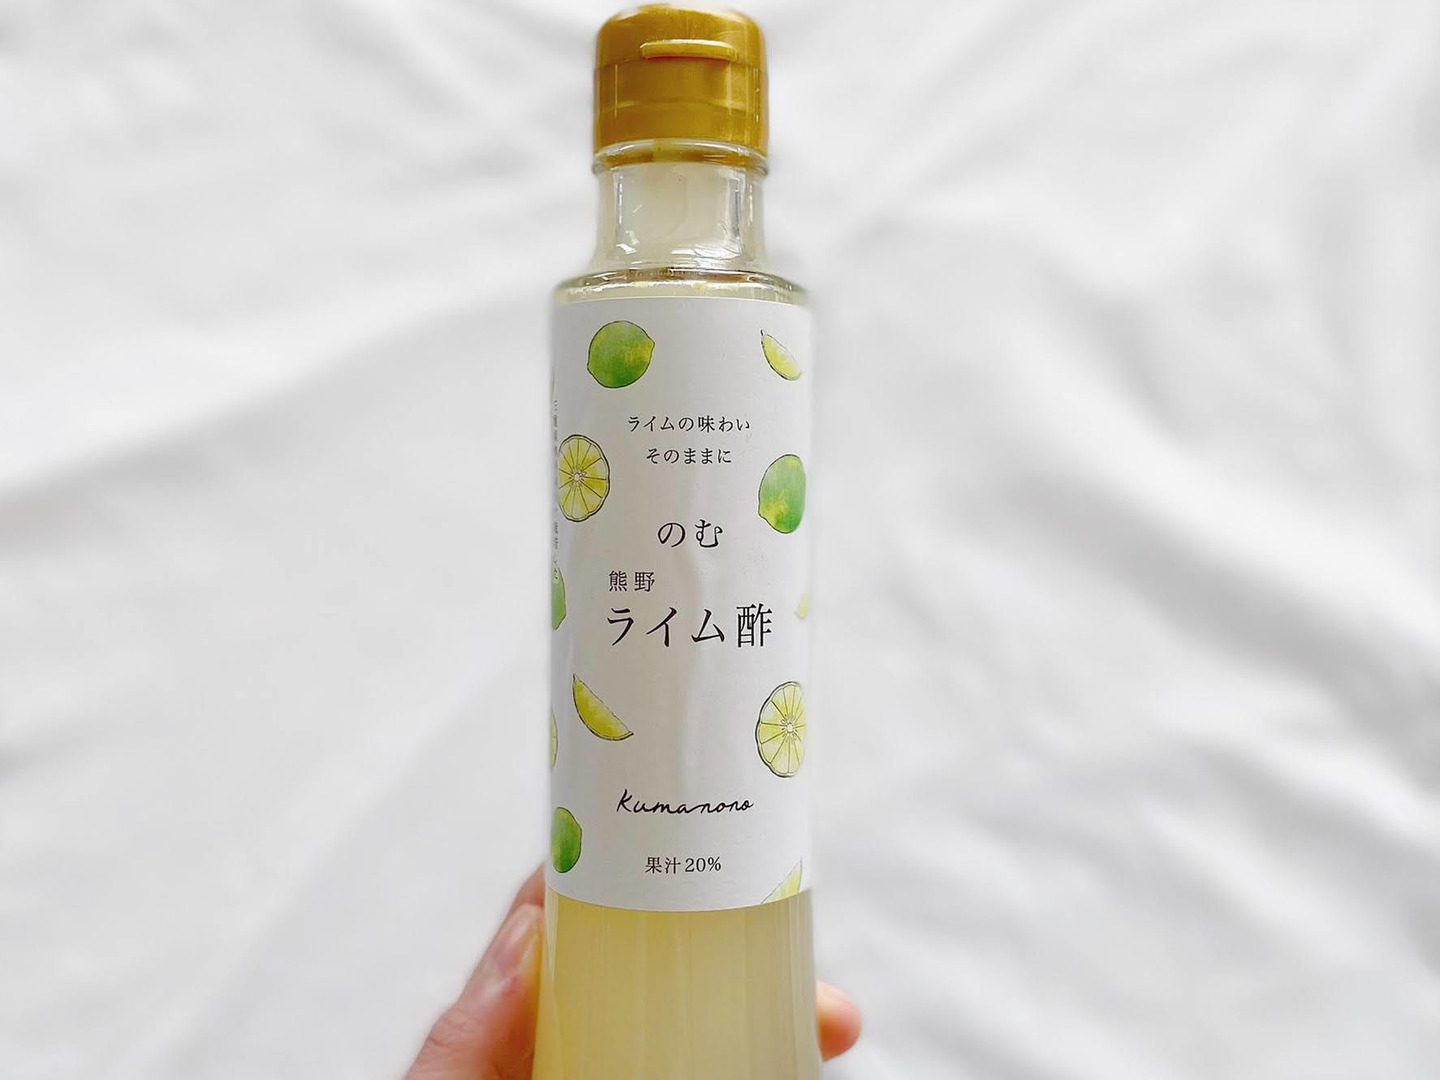 ライムの味わい
そのままに
のむ
熊野
ライム酢
Kumanono
果汁20%